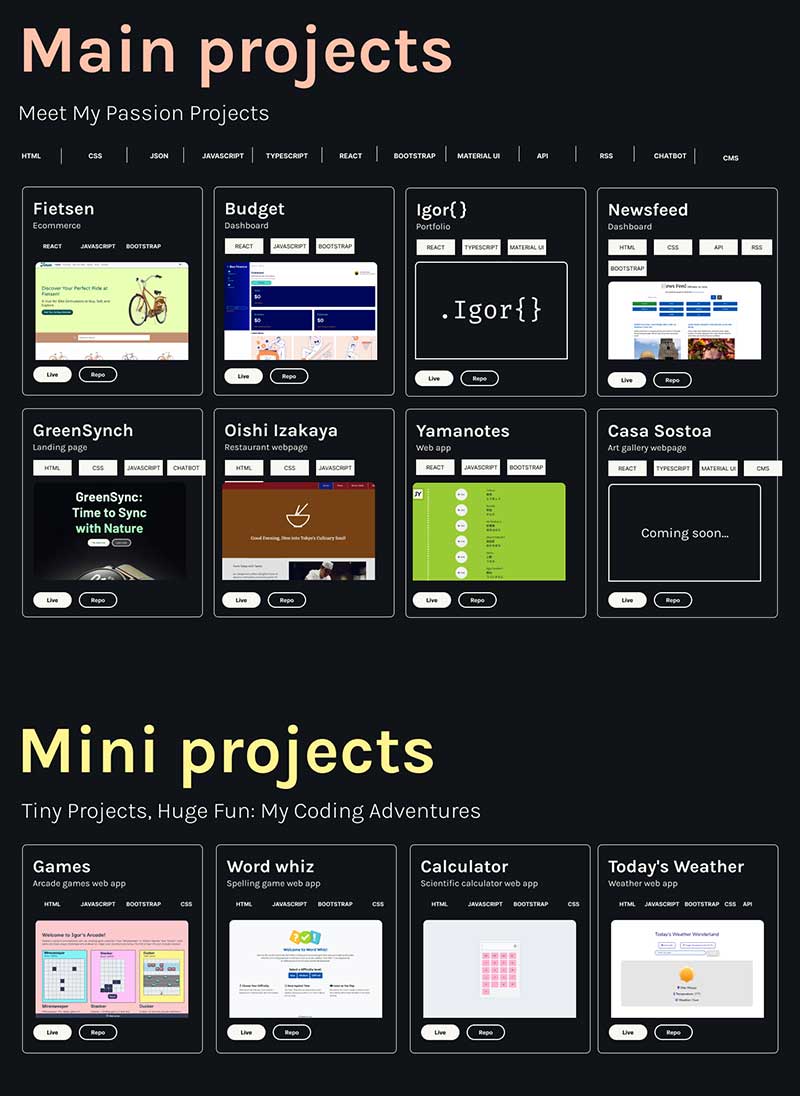 Main projects
Meet My Passion Projects
HTML CSS JSON JAVASCRIPT TYPESCRIPT REACT BOOTSTRAP MATERIAL UI API RSS CHATBOT CMS
Fietsen
Ecommerce
REACT JAVASCRIPT BOOTSTRAP
Discover Your Perfect Ride at
Fietsen!
Live Repo
Budget
Dashboard
REACT JAVASCRIPT BOOTSTRAP
$0
$0 $0
Live Repo
Igor{}
Portfolio
REACT TYPESCRIPT MATERIAL UI
.Igor{}
Live Repo
Newsfeed
Dashboard
HTML CSS API RSS
BOOTSTRAP
News Feed
Live Repo
GreenSynch
Landing page
HTML CSS JAVASCRIPT CHATBOT
GreenSync:
Time to Sync
with Nature
Live Repo
Oishi Izakaya
Restaurant webpage
HTML CSS JAVASCRIPT
Good Evening, Dive into Tokyo's Culinary Soul!
Live Repo
Yamanotes
Web app
REACT JAVASCRIPT BOOTSTRAP
JY
Live Repo
Casa Sostoa
Art gallery webpage
REACT TYPESCRIPT MATERIAL UI CMS
Coming soon...
Live Repo
Mini projects
Tiny Projects, Huge Fun: My Coding Adventures
Games
Arcade games web app
HTML JAVASCRIPT BOOTSTRAP CSS
Welcome to Igor's Arcade!
Minesweeper Stacker
Minesweeper Stacker
Live Repo
Word whiz
Spelling game web app
HTML JAVASCRIPT BOOTSTRAP CSS
Welcome to Word Whiz!
Select a difficulty level:
Live Repo
Calculator
Scientific calculator web app
HTML JAVASCRIPT BOOTSTRAP CSS
Live Repo
Today's Weather
Weather web app
HTML JAVASCRIPT BOOTSTRAP CSS API
Today's Weather Wonderland
Live Repo